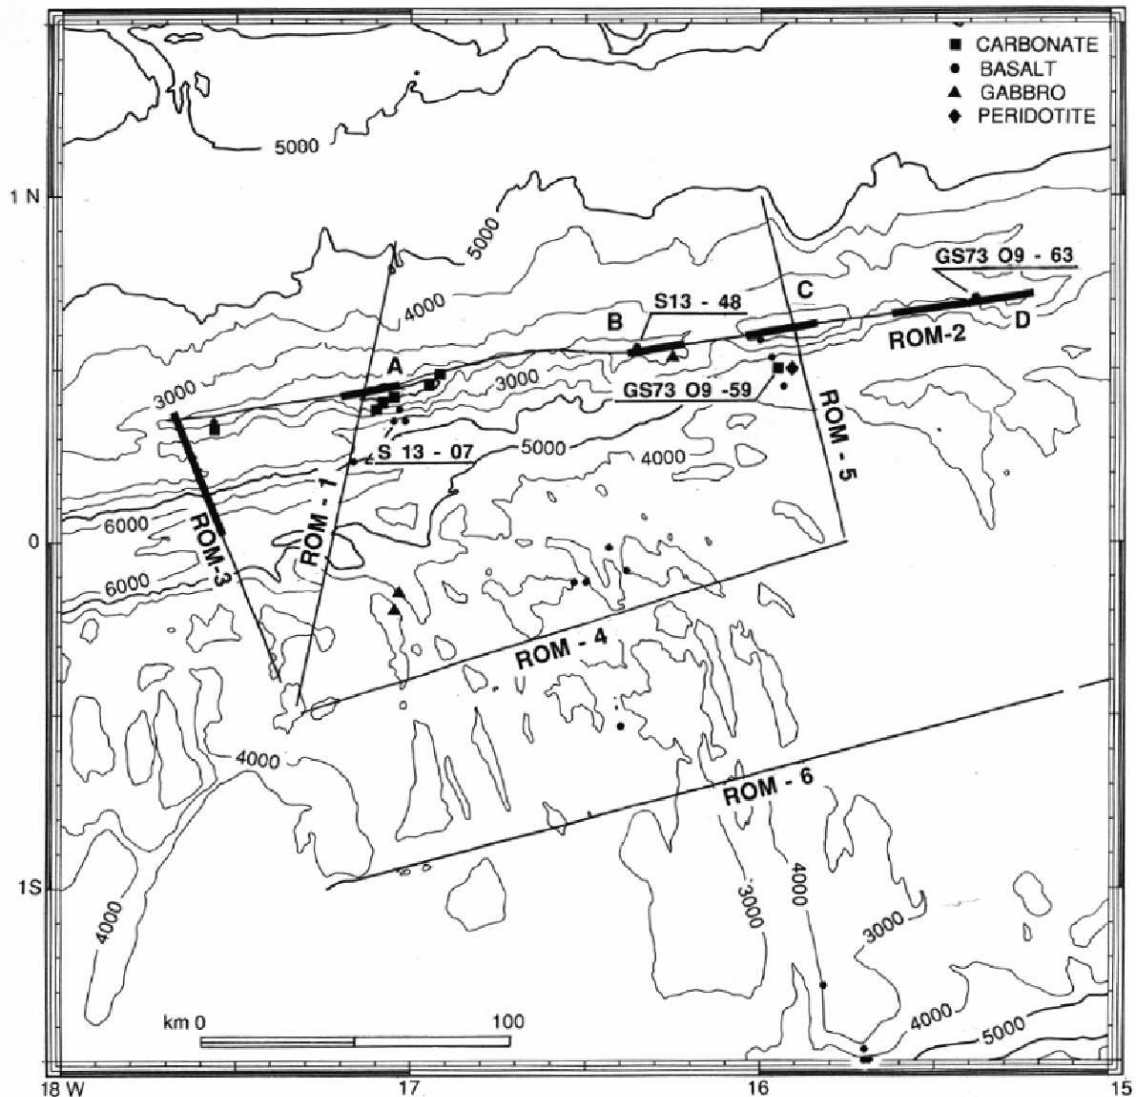 CARBONATE
BASALT
GABBRO
PERIDOTITE
5000
1 N
5000
GS73 O9 - 63
4000
S13 - 48
C
B
D
ROM-2
A
3000
3000
GS73 O9 -59
ROM - 5
S 13 - 07
5000
4000
6000
ROM-3
ROM - 1
0
6000
ROM - 4
4000
ROM - 6
1S
4000
3000
4000
3000
km 0 100
4000
5000
18 W 17 16 15